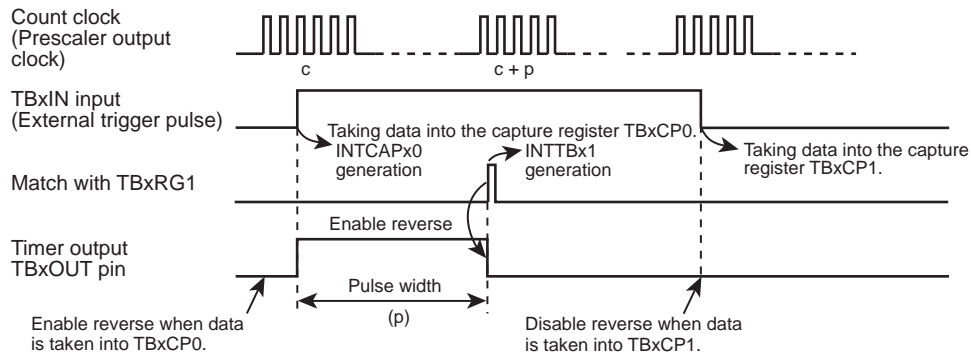 Count clock
(Prescaler output
clock)
c
c + p
TBxIN input
(External trigger pulse)
Taking data into the capture register TBxCP0.
INTCAPx0
generation
INTTBx1
generation
Taking data into the capture
register TBxCP1.
Match with TBxRG1
Enable reverse
Timer output
TBxOUT pin
Pulse width
(p)
Enable reverse when data
is taken into TBxCP0.
Disable reverse when data
is taken into TBxCP1.